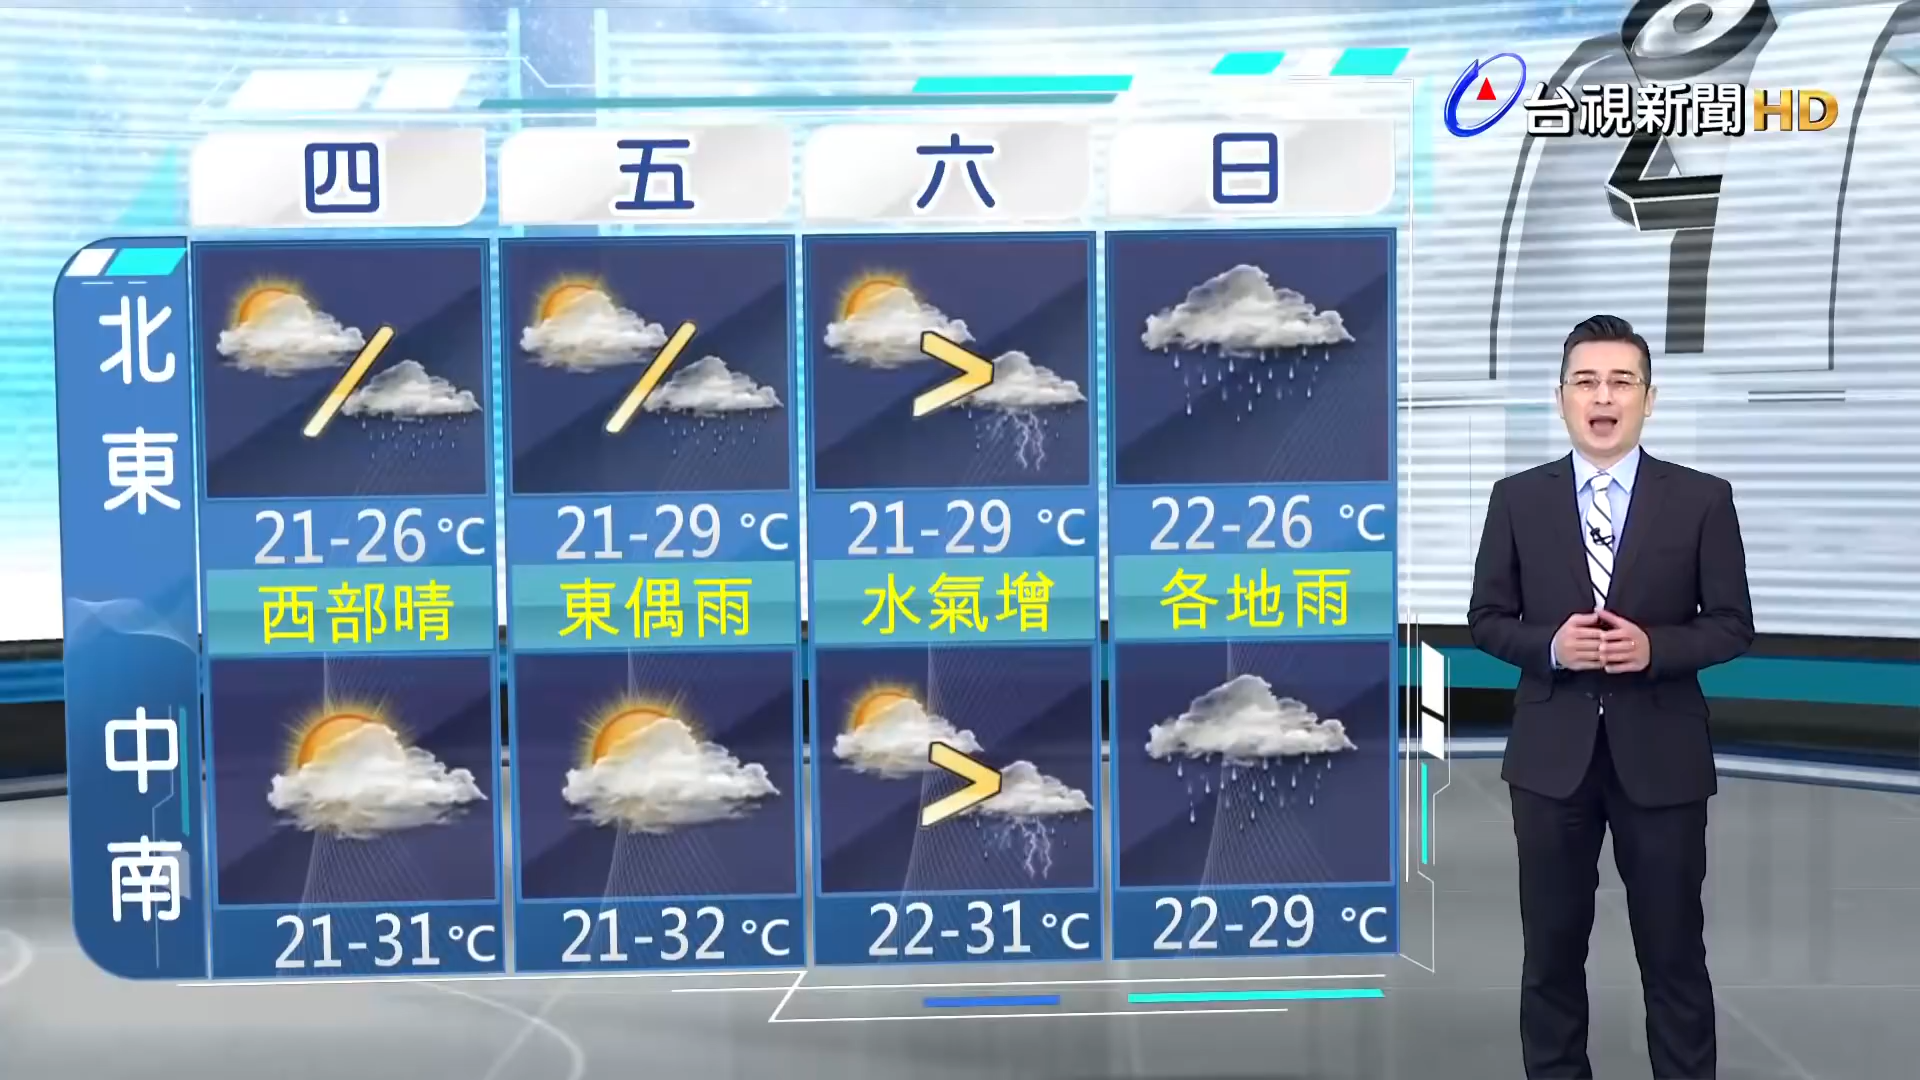 台視新聞HD
四 五 六 日
北東
21-26℃ 21-29℃ 21-29℃ 22-26℃
西部晴 東偶雨 水氣增 各地雨
中南
21-31℃ 21-32℃ 22-31℃ 22-29℃